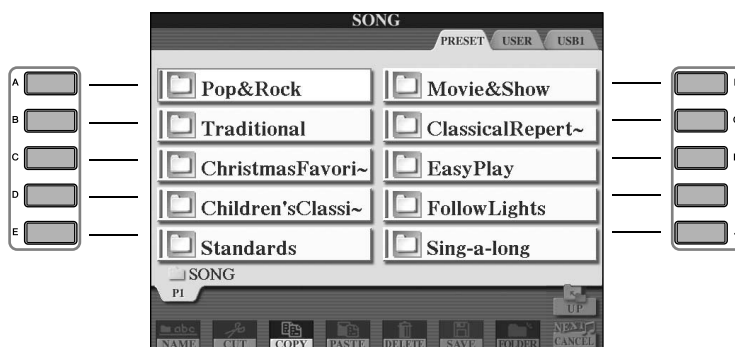 SONG
PRESET USER USB1
A Pop&Rock Movie&Show
B Traditional ClassicalRepert~
C ChristmasFavori~ EasyPlay
D Children'sClassi~ FollowLights
E Standards Sing-a-long
SONG
P1
UP
NAME CUT COPY PASTE DELETE SAVE FOLDER NEXT
CANCEL